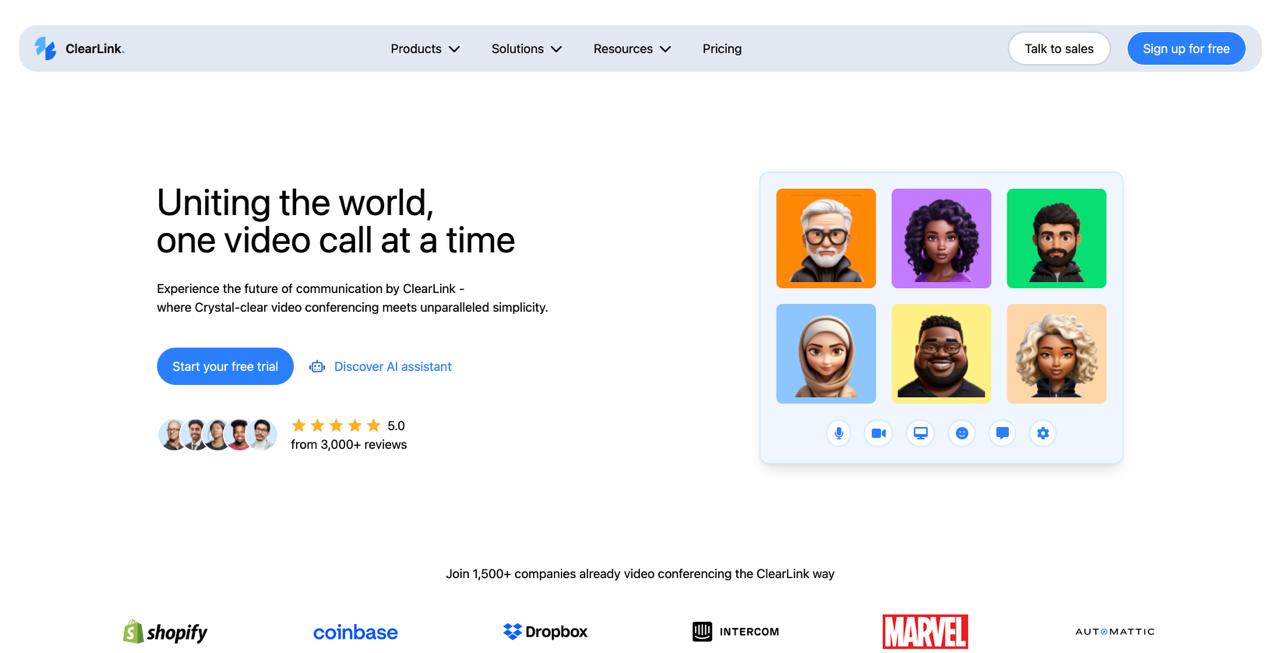 ClearLink.
Products
Solutions
Resources
Pricing
Talk to sales
Sign up for free
Uniting the world,
one video call at a time
Experience the future of communication by ClearLink -
where Crystal-clear video conferencing meets unparalleled simplicity.
Start your free trial
Discover AI assistant
5.0
from 3,000+ reviews
Join 1,500+ companies already video conferencing the ClearLink way
shopify
coinbase
Dropbox
INTERCOM
MARVEL
AUTOMATTIC